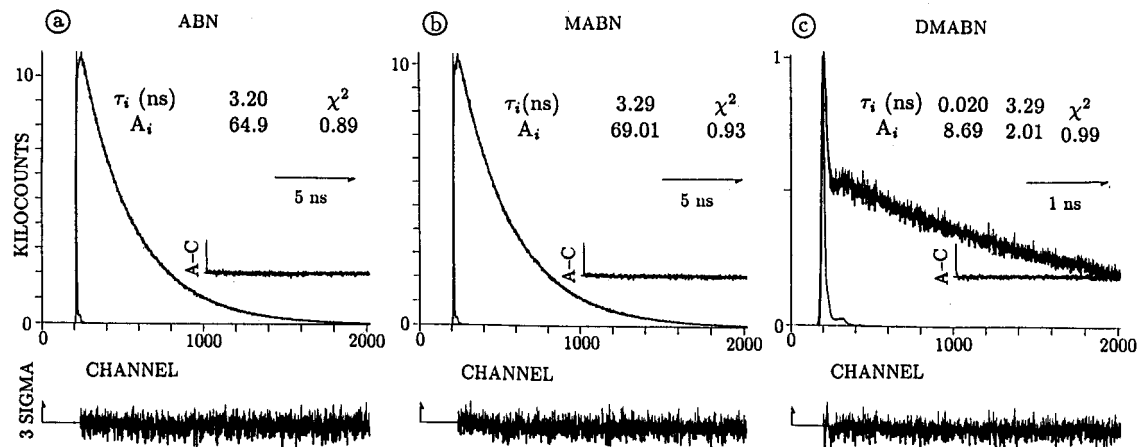 ⓐ ABN
KILOCOUNTS
10
0
τi (ns) 3.20 χ²
Ai 64.9 0.89
5 ns
A-C
0 1000 2000
CHANNEL
3 SIGMA
ⓑ MABN
10
0
τi(ns) 3.29 χ²
Ai 69.01 0.93
5 ns
A-C
0 1000 2000
CHANNEL
ⓒ DMABN
1
0
τi (ns) 0.020 3.29 χ²
Ai 8.69 2.01 0.99
1 ns
A-C
0 1000 2000
CHANNEL